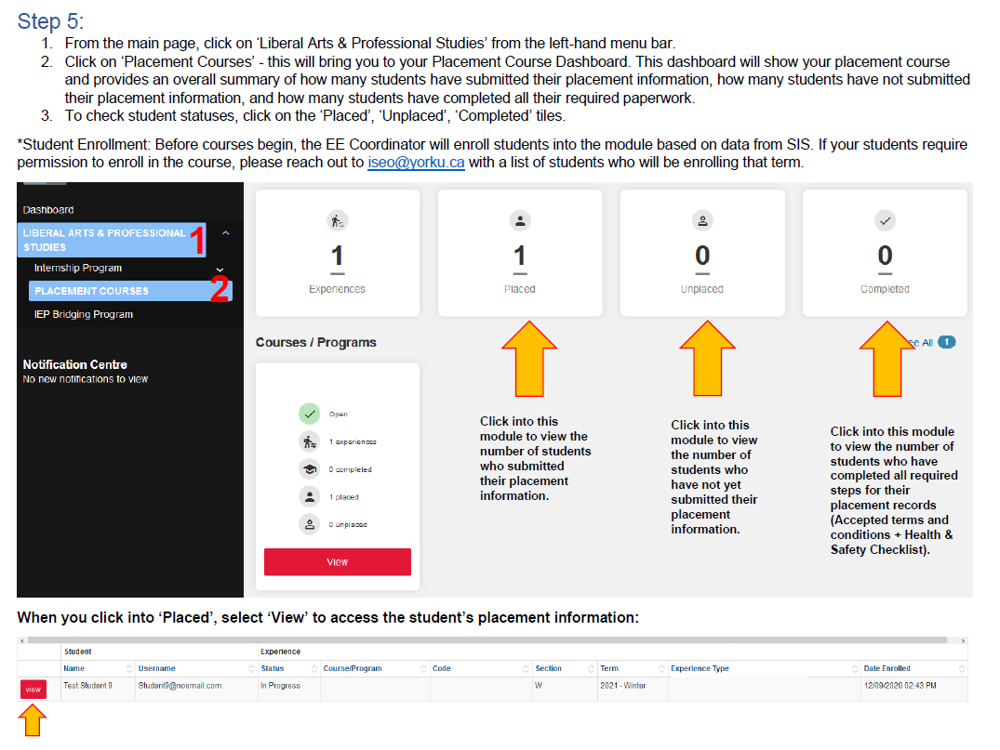 Step 5:
1. From the main page, click on ‘Liberal Arts & Professional Studies’ from the left-hand menu bar.
2. Click on ‘Placement Courses’ - this will bring you to your Placement Course Dashboard. This dashboard will show your placement course
and provides an overall summary of how many students have submitted their placement information, how many students have not submitted
their placement information, and how many students have completed all their required paperwork.
3. To check student statuses, click on the ‘Placed’, ‘Unplaced’, ‘Completed’ tiles.
*Student Enrollment: Before courses begin, the EE Coordinator will enroll students into the module based on data from SIS. If your students require
permission to enroll in the course, please reach out to iseo@yorku.ca with a list of students who will be enrolling that term.
Dashboard
LIBERAL ARTS & PROFESSIONAL
STUDIES
1
Internship Program
PLACEMENT COURSES
2
IEP Bridging Program
Notification Centre
No new notifications to view
1
Experiences
1
Placed
0
Unplaced
0
Completed
Courses / Programs
All 1
Open
1 experiences
0 completed
1 placed
0 unplaced
View
Click into this
module to view the
number of students
who submitted
their placement
information.
Click into this
module to view
the number of
students who
have not yet
submitted their
placement
information.
Click into this module
to view the number of
students who have
completed all required
steps for their
placement records
(Accepted terms and
conditions + Health &
Safety Checklist).
When you click into ‘Placed’, select ‘View’ to access the student’s placement information:
Student Experience
Name Username Status Course/Program Code Section Term Experience Type Date Enrolled
view Test Student 9 Student9@noemail.com In Progress W 2021 - Winter 12/09/2020 02:43 PM